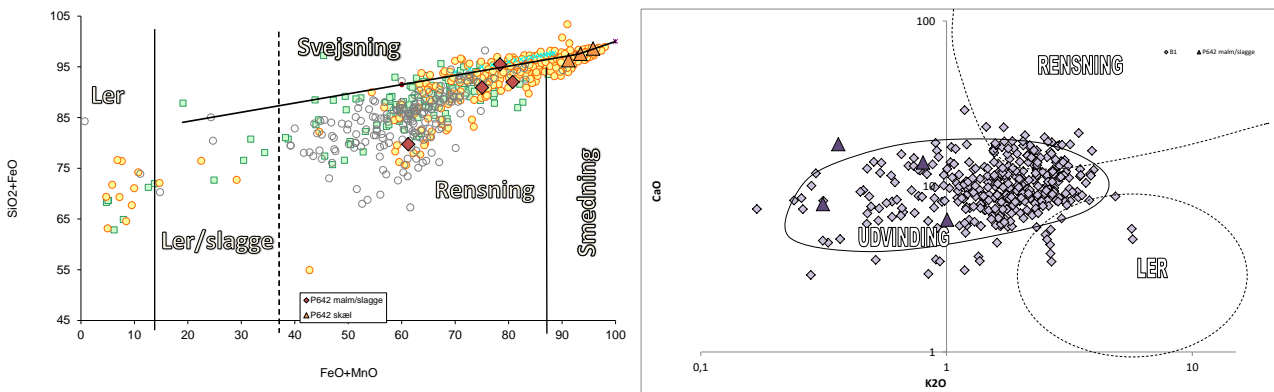 105
95
85
75
65
55
45
0
10
20
30
40
50
60
70
80
90
100
SiO2+FeO
FeO+MnO
Ler
Svejsning
Ler/slagge
Rensning
Smedning
P642 malm/slagge
P642 skæl
100
10
1
0,1
1
10
CaO
K2O
RENSNING
UDVINDING
LER
B1
P642 malm/slagge